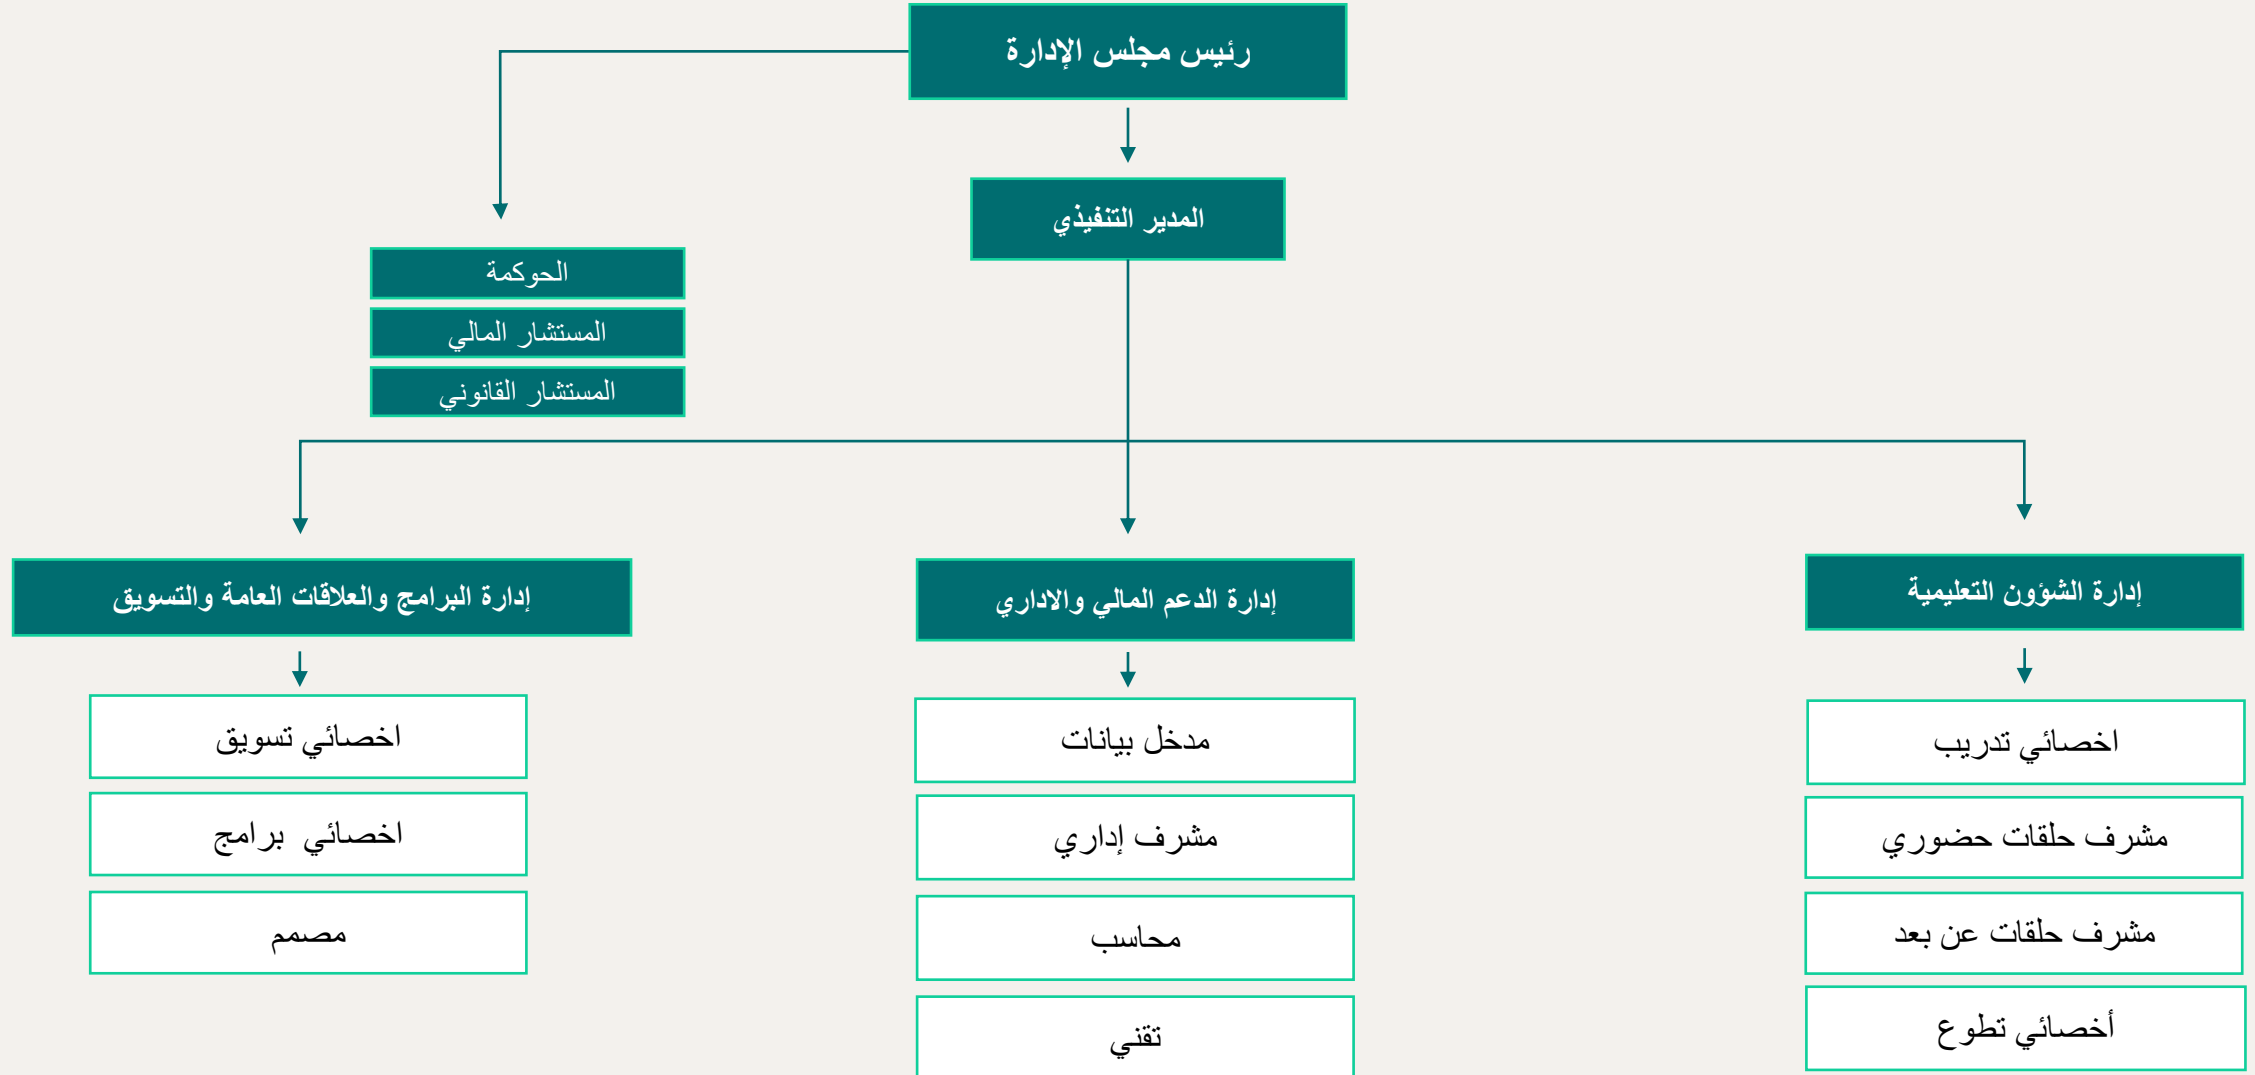 رئيس مجلس الإدارة
المدير التنفيذي
الحوكمة
المستشار المالي
المستشار القانوني
إدارة الشؤون التعليمية
اخصائي تدريب
مشرف حلقات حضوري
مشرف حلقات عن بعد
أخصائي تطوع
إدارة الدعم المالي والاداري
مدخل بيانات
مشرف إداري
محاسب
تقني
إدارة البرامج والعلاقات العامة والتسويق
اخصائي تسويق
اخصائي برامج
مصمم